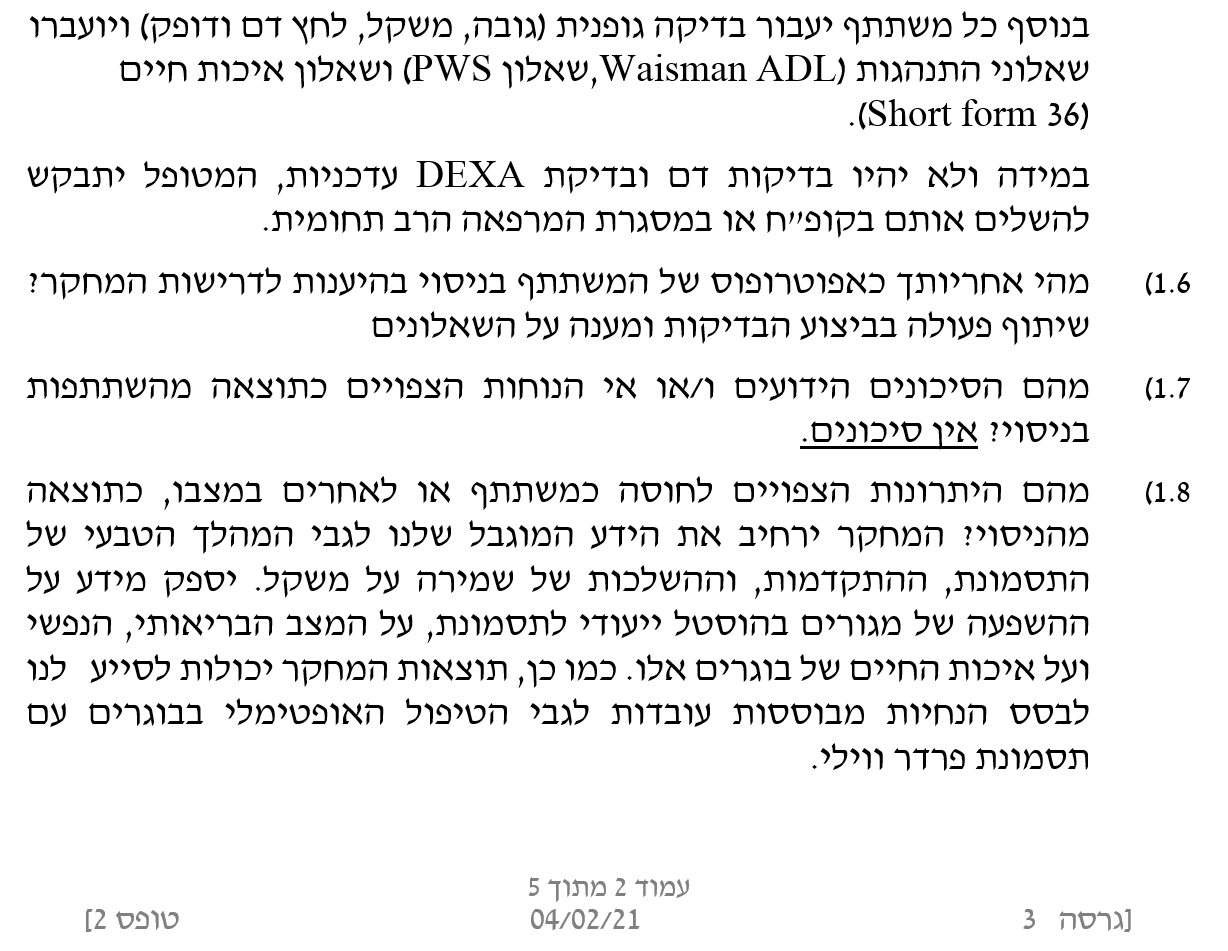 בנוסף כל משתתף יעבור בדיקה גופנית (גובה, משקל, לחץ דם ודופק) ויועברו
שאלוני התנהגות (Waisman ADL,שאלון PWS) ושאלון איכות חיים
(Short form 36).
במידה ולא יהיו בדיקות דם ובדיקת DEXA עדכניות, המטופל יתבקש
להשלים אותם בקופ״ח או במסגרת המרפאה הרב תחומית.
1.6) מהי אחריותך כאפוטרופוס של המשתתף בניסוי בהיענות לדרישות המחקר?
שיתוף פעולה בביצוע הבדיקות ומענה על השאלונים
1.7) מהם הסיכונים הידועים ו/או אי הנוחות הצפויים כתוצאה מהשתתפות
בניסוי? אין סיכונים.
1.8) מהם היתרונות הצפויים לחוסה כמשתתף או לאחרים במצבו, כתוצאה
מהניסוי? המחקר ירחיב את הידע המוגבל שלנו לגבי המהלך הטבעי של
התסמונת, ההתקדמות, וההשלכות של שמירה על משקל. יספק מידע על
ההשפעה של מגורים בהוסטל ייעודי לתסמונת, על המצב הבריאותי, הנפשי
ועל איכות החיים של בוגרים אלו. כמו כן, תוצאות המחקר יכולות לסייע לנו
לבסס הנחיות מבוססות עובדות לגבי הטיפול האופטימלי בבוגרים עם
תסמונת פרדר ווילי.
עמוד 2 מתוך 5
[גרסה 3 04/02/21 טופס 2]